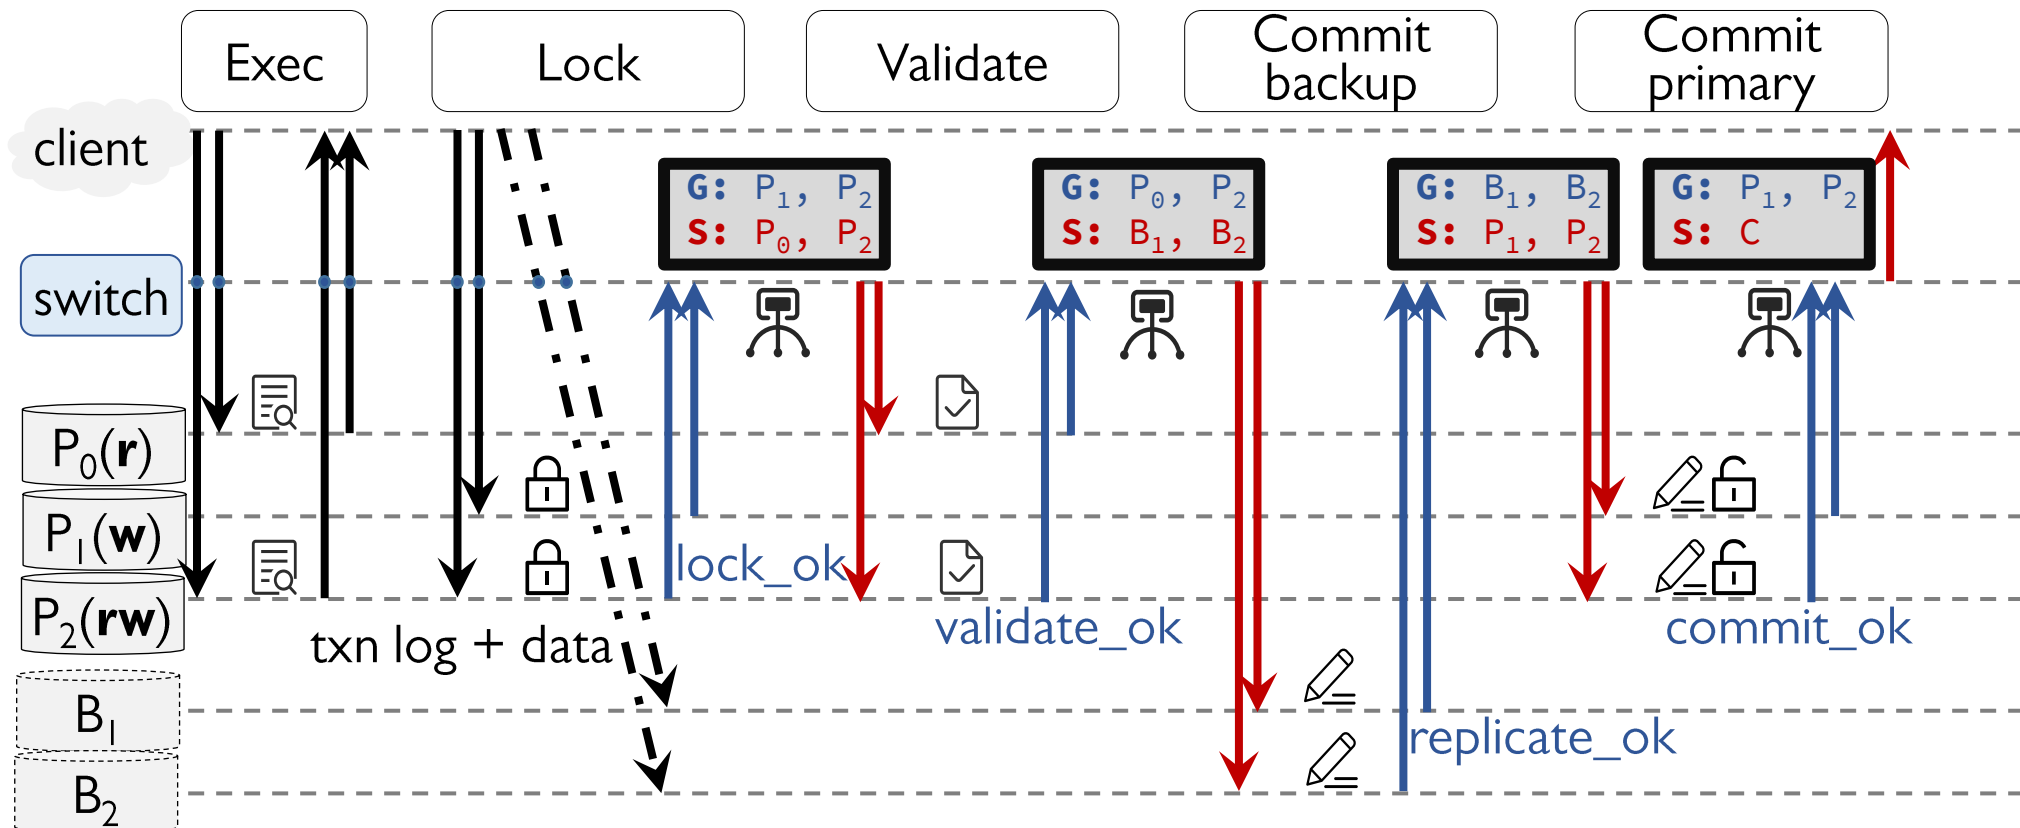 Exec
Lock
Validate
Commit
backup
Commit
primary
client
G: P1, P2
S: P0, P2
G: P0, P2
S: B1, B2
G: B1, B2
S: P1, P2
G: P1, P2
S: C
switch
P0(r)
P1(w)
P2(rw)
B1
B2
lock_ok
txn log + data
validate_ok
replicate_ok
commit_ok